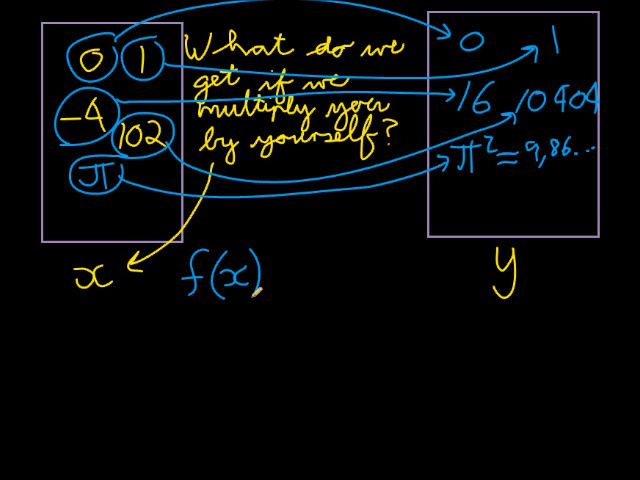 0 1
-4
102
π
What do we
get if we
multiply you
by yourself?
0 1
16 10404
π² = 9,86...
x f(x) y